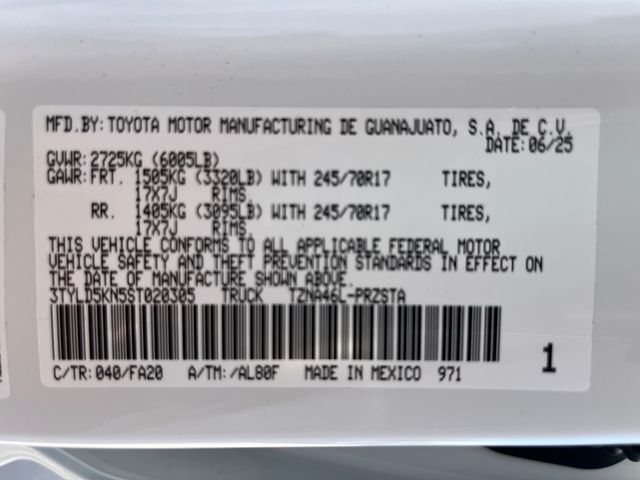 MFD.BY: TOYOTA MOTOR MANUFACTURING DE GUANAJUATO, S.A. DE C.V.
DATE: 06/25
GVWR: 2725KG (6005LB)
GAWR: FRT. 1505KG (3320LB) WITH 245/70R17 TIRES,
17X7J RIMS,
RR. 1405KG (3095LB) WITH 245/70R17 TIRES,
17X7J RIMS,
THIS VEHICLE CONFORMS TO ALL APPLICABLE FEDERAL MOTOR
VEHICLE SAFETY AND THEFT PREVENTION STANDARDS IN EFFECT ON
THE DATE OF MANUFACTURE SHOWN ABOVE.
3TYLD5KN5ST020305 TRUCK TZNA46L-PRZSTA
C/TR: 040/FA20 A/TM: /AL80F MADE IN MEXICO 971
1